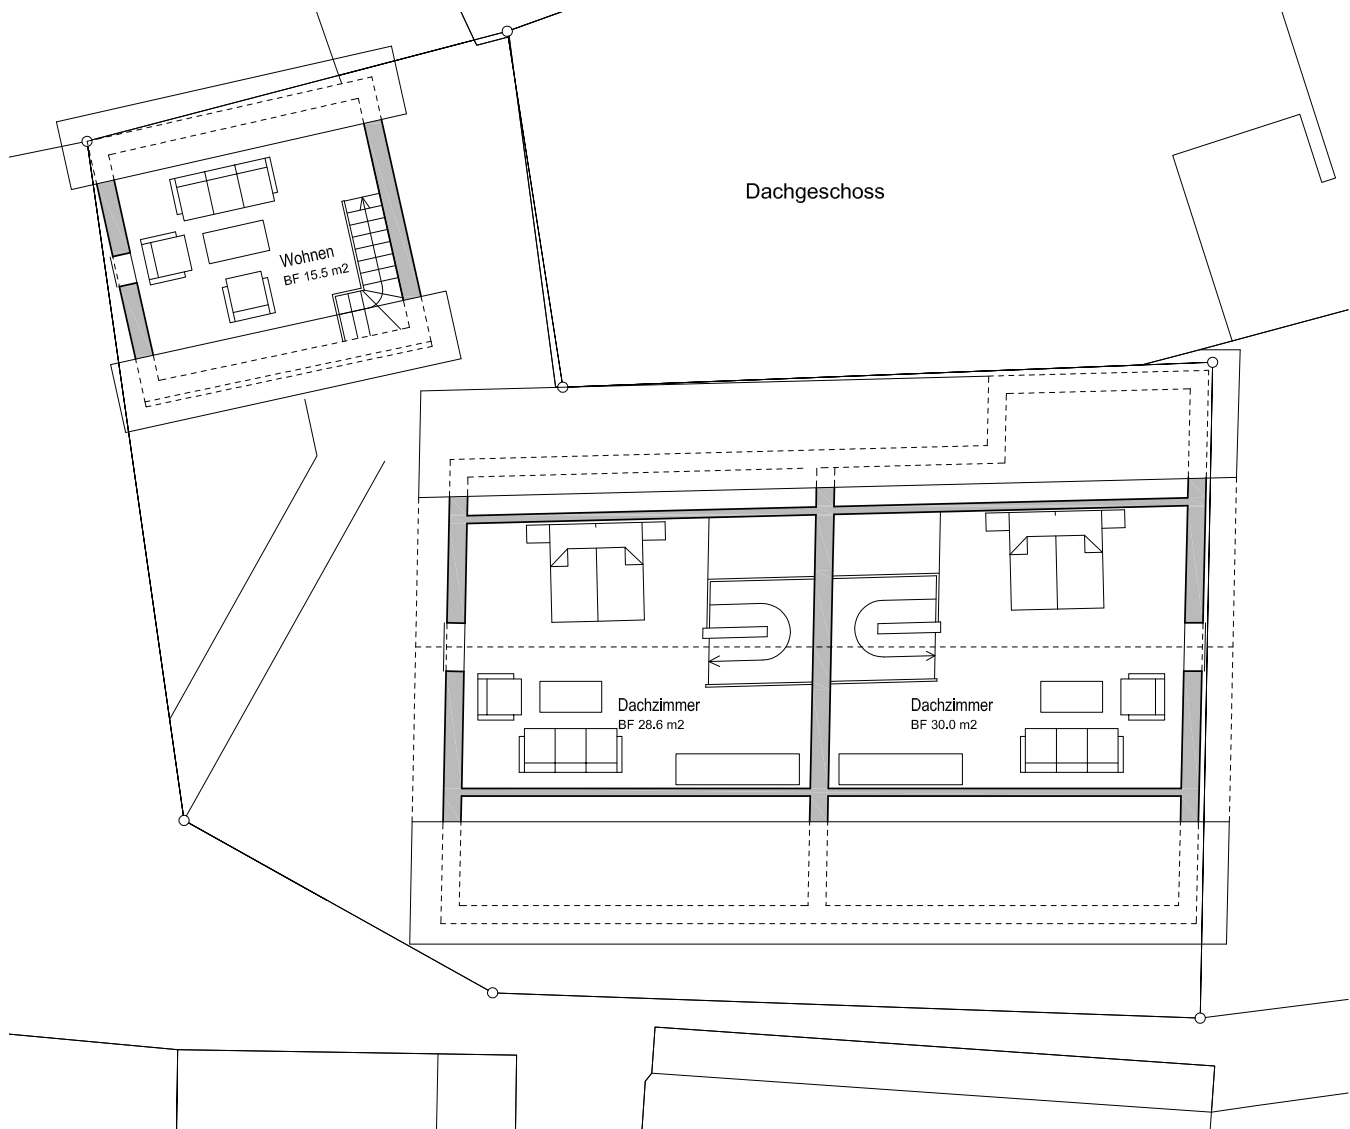 Dachgeschoss
Wohnen
BF 15.5 m2
Dachzimmer
BF 28.6 m2
Dachzimmer
BF 30.0 m2